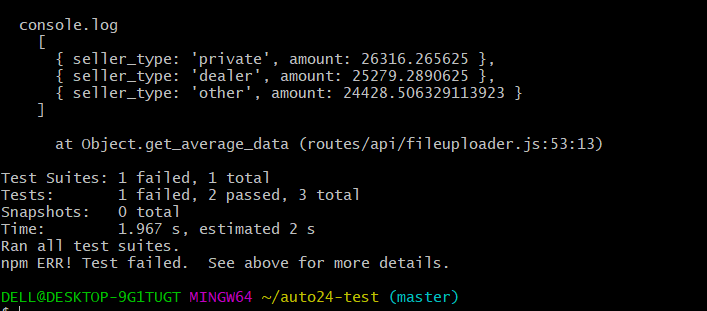 console.log
[
{ seller_type: 'private', amount: 26316.265625 },
{ seller_type: 'dealer', amount: 25279.2890625 },
{ seller_type: 'other', amount: 24428.506329113923 }
]
at Object.get_average_data (routes/api/fileuploader.js:53:13)
Test Suites: 1 failed, 1 total
Tests:       1 failed, 2 passed, 3 total
Snapshots:   0 total
Time:        1.967 s, estimated 2 s
Ran all test suites.
npm ERR! Test failed.  See above for more details.
DELL@DESKTOP-9G1TUGT MINGW64 ~/auto24-test (master)
$